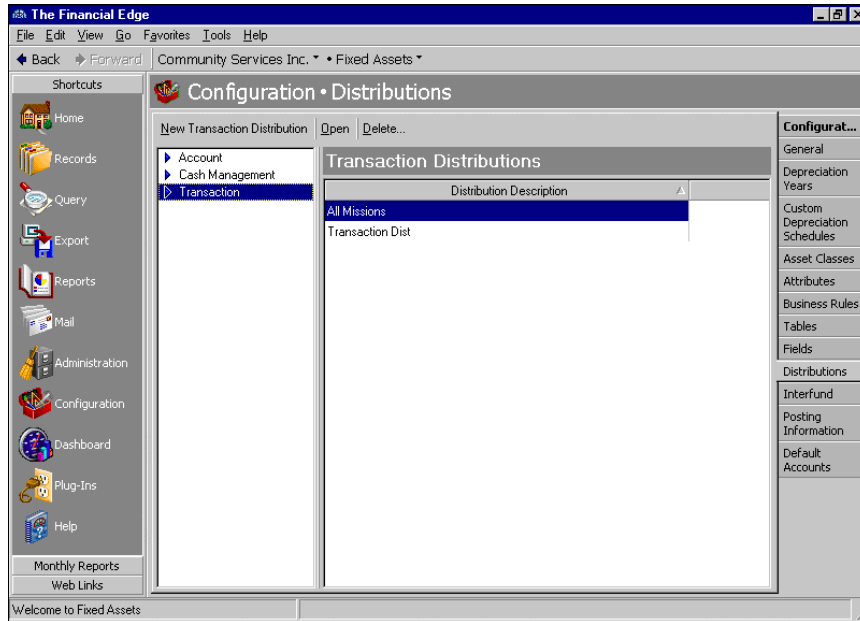 The Financial Edge
File Edit View Go Favorites Tools Help
Back Forward Community Services Inc. • Fixed Assets
Shortcuts
Home
Records
Query
Export
Reports
Mail
Administration
Configuration
Dashboard
Plug-Ins
Help
Monthly Reports
Web Links
Configuration • Distributions
New Transaction Distribution Open Delete...
Account
Cash Management
Transaction
Transaction Distributions
Distribution Description
All Missions
Transaction Dist
Configurat...
General
Depreciation
Years
Custom
Depreciation
Schedules
Asset Classes
Attributes
Business Rules
Tables
Fields
Distributions
Interfund
Posting
Information
Default
Accounts
Welcome to Fixed Assets